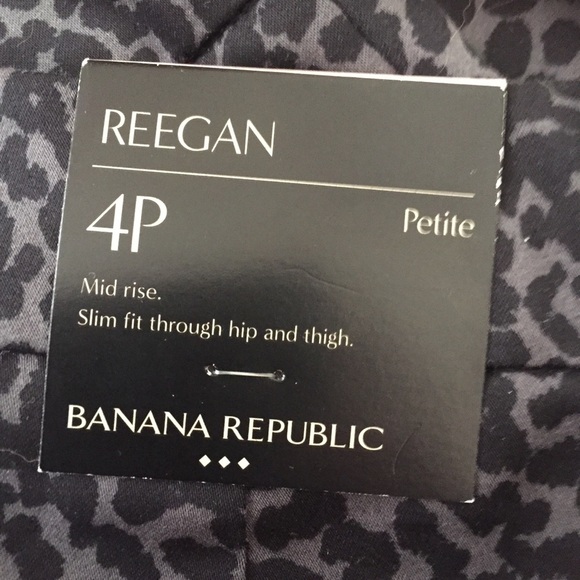 REEGAN
4P Petite
Mid rise.
Slim fit through hip and thigh.
BANANA REPUBLIC